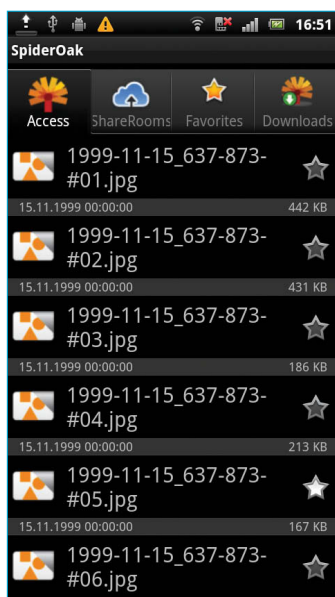 16:51
SpiderOak
Access ShareRooms Favorites Downloads
1999-11-15_637-873-
#01.jpg
15.11.1999 00:00:00 442 KB
1999-11-15_637-873-
#02.jpg
15.11.1999 00:00:00 431 KB
1999-11-15_637-873-
#03.jpg
15.11.1999 00:00:00 186 KB
1999-11-15_637-873-
#04.jpg
15.11.1999 00:00:00 213 KB
1999-11-15_637-873-
#05.jpg
15.11.1999 00:00:00 167 KB
1999-11-15_637-873-
#06.jpg